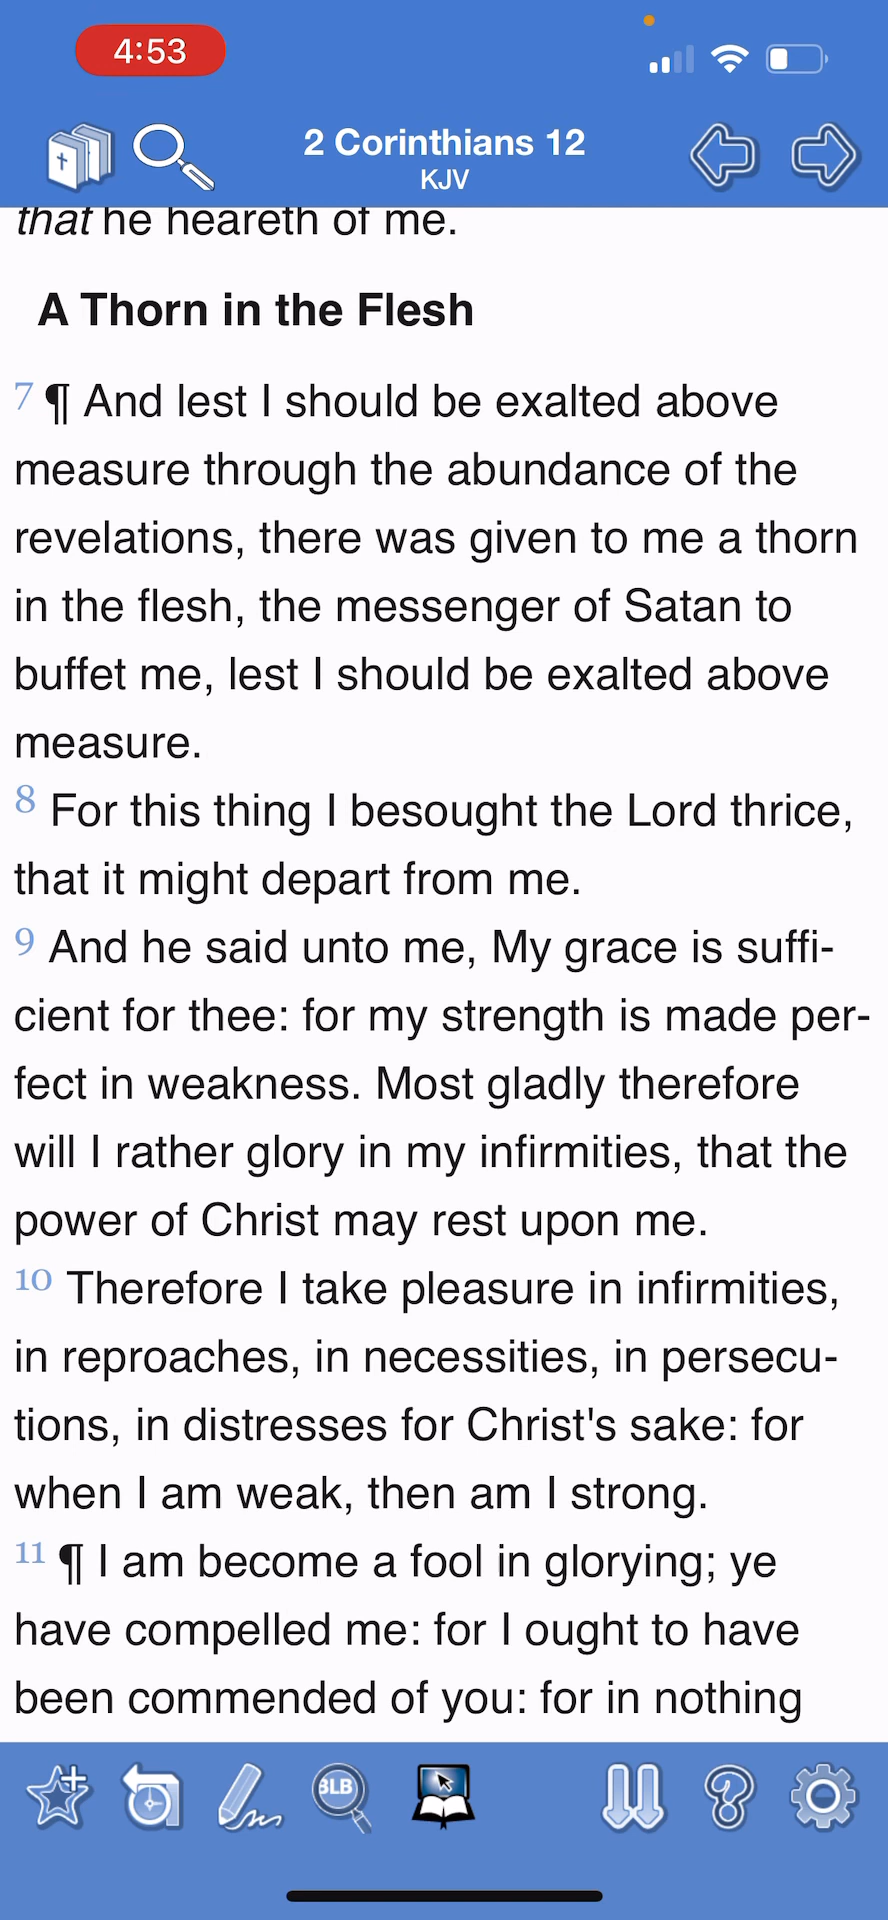 4:53
2 Corinthians 12
KJV
that he heareth of me.
A Thorn in the Flesh
7 ¶ And lest I should be exalted above
measure through the abundance of the
revelations, there was given to me a thorn
in the flesh, the messenger of Satan to
buffet me, lest I should be exalted above
measure.
8 For this thing I besought the Lord thrice,
that it might depart from me.
9 And he said unto me, My grace is suffi-
cient for thee: for my strength is made per-
fect in weakness. Most gladly therefore
will I rather glory in my infirmities, that the
power of Christ may rest upon me.
10 Therefore I take pleasure in infirmities,
in reproaches, in necessities, in persecu-
tions, in distresses for Christ's sake: for
when I am weak, then am I strong.
11 ¶ I am become a fool in glorying; ye
have compelled me: for I ought to have
been commended of you: for in nothing
BLB